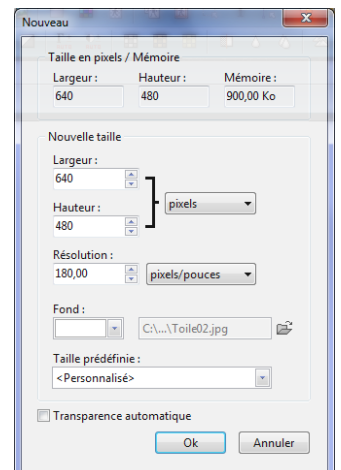 Nouveau
Taille en pixels / Mémoire
Largeur : Hauteur : Mémoire :
640 480 900,00 Ko
Nouvelle taille
Largeur :
640
pixels
Hauteur :
480
Résolution :
180,00 pixels/pouces
Fond :
C:\...\Toile02.jpg
Taille prédéfinie :
<Personnalisé>
Transparence automatique
Ok Annuler